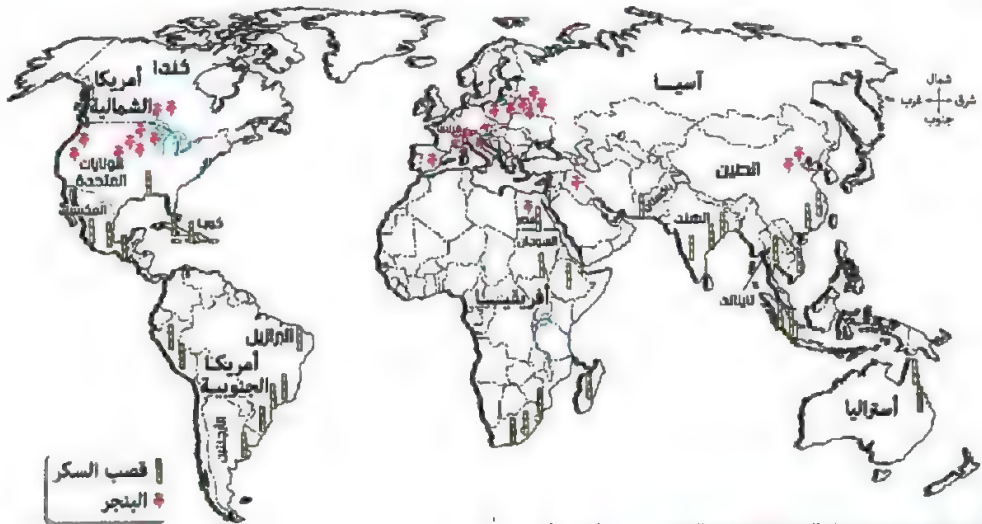 كندا
أمريكا
الشمالية
الولايات
المتحدة
المكسيك
كوبا
البرازيل
أمريكا
الجنوبية
الأرجنتين
آسيا
الصين
باكستان
الهند
تايلاند
مصر
السودان
أفريقيا
أستراليا
شمال
شرق
غرب
جنوب
قصب السكر
البنجر